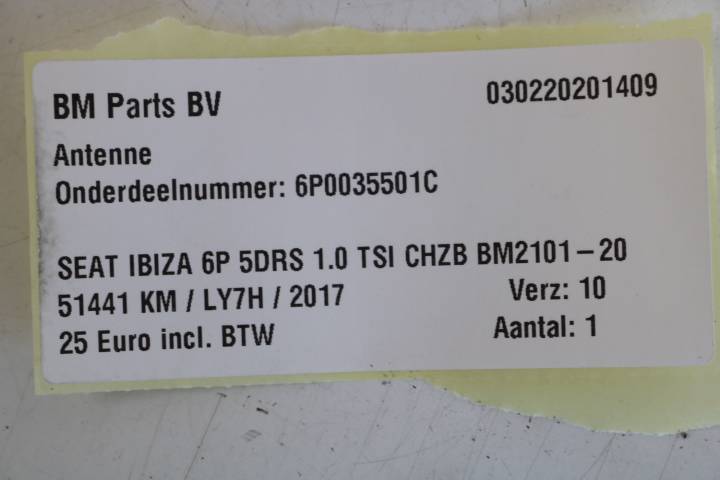 BM Parts BV 030220201409
Antenne
Onderdeelnummer: 6P0035501C
SEAT IBIZA 6P 5DRS 1.0 TSI CHZB BM2101-20
51441 KM / LY7H / 2017 Verz: 10
25 Euro incl. BTW Aantal: 1